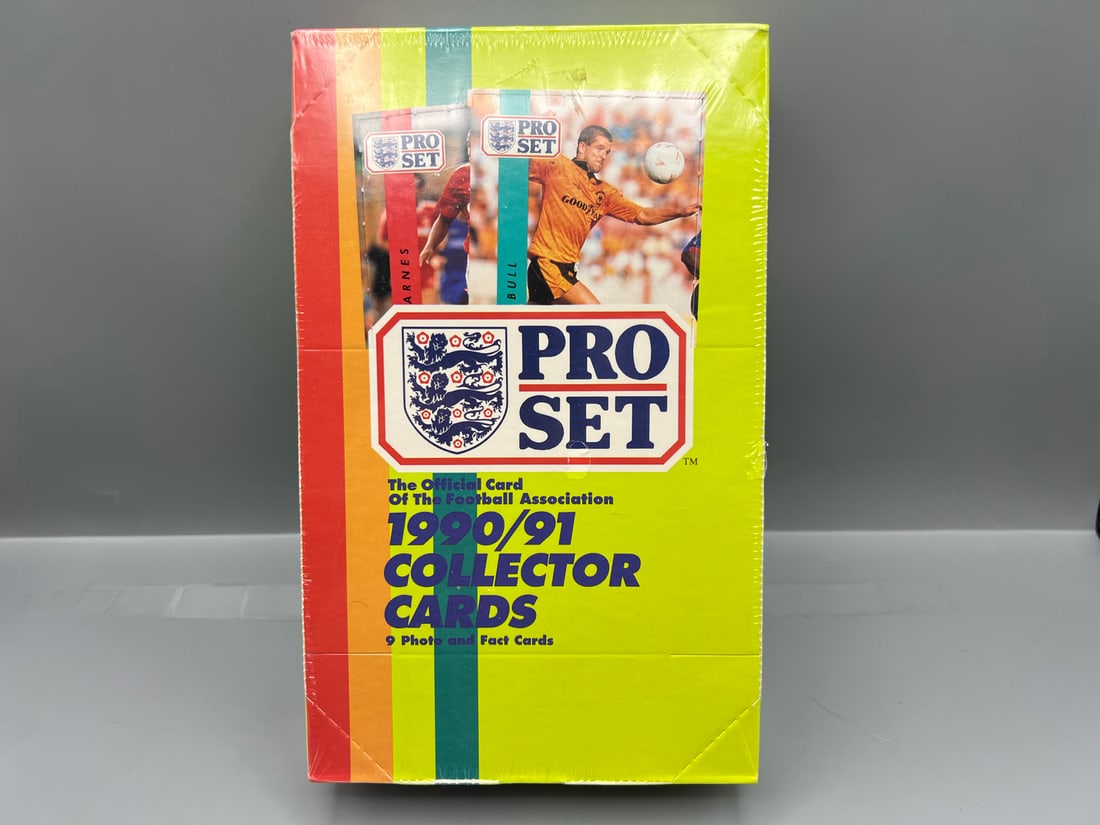 PRO
SET
PRO
SET
ARNES
BULL
GOODYEAR
PRO
SET
TM
The Official Card
Of The Football Association
1990/91
COLLECTOR
CARDS
9 Photo and Fact Cards